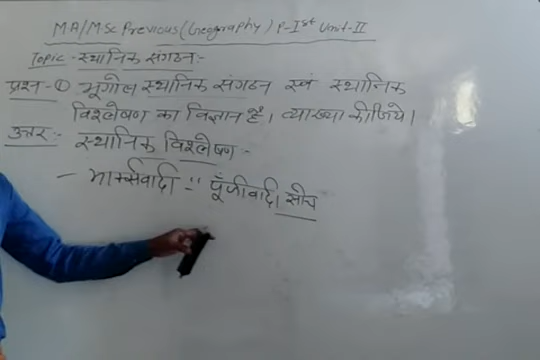 MA/MSc Previous (Geography) P-Ist Unit-II
Topic - स्थानिक संगठन:-
प्रश्न-① भूगोल स्थानिक संगठन एवं स्थानिक
विश्लेषण का विज्ञान है। व्याख्या कीजिये।
उत्तर:- स्थानिक विश्लेषण:-
- मार्क्सवादी :: पूँजीवादी सोच